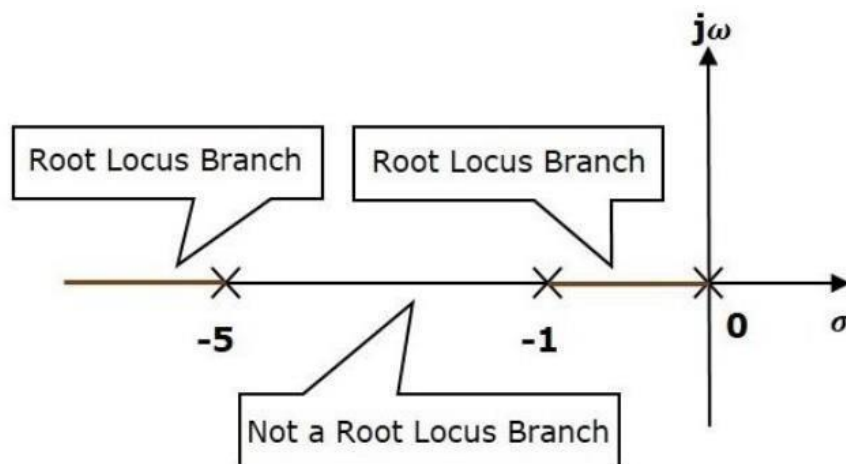 jω
Root Locus Branch
Root Locus Branch
-5
-1
0
σ
Not a Root Locus Branch